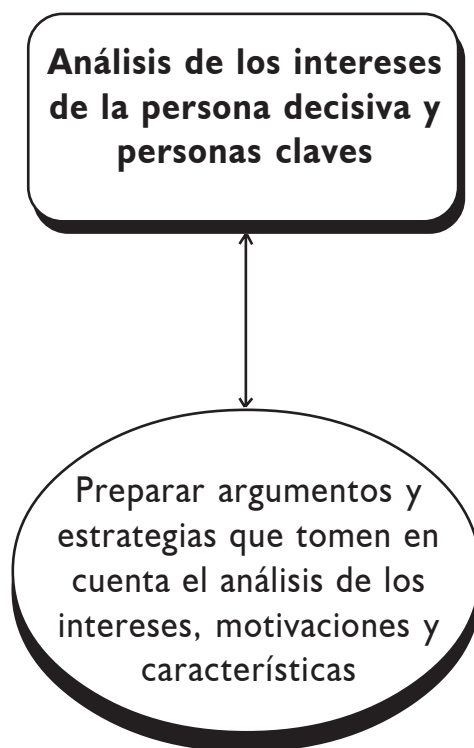 Análisis de los intereses
de la persona decisiva y
personas claves
Preparar argumentos y
estrategias que tomen en
cuenta el análisis de los
intereses, motivaciones y
características